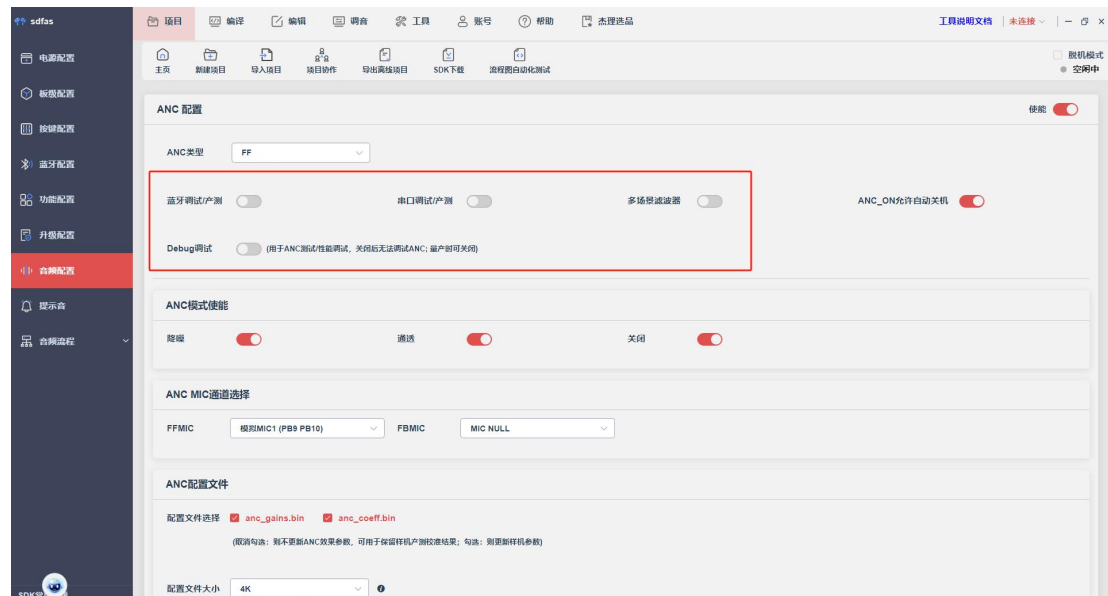 sdfas 项目 编译 编辑 调音 工具 账号 帮助 杰理选品 工具说明文档 未连接
主页 新建项目 导入项目 项目协作 导出离线项目 SDK下载 流程图自动化测试 脱机模式
空闲中
电源配置
板级配置
按键配置
蓝牙配置
功能配置
升级配置
音频配置
提示音
音频流程
ANC 配置 使能
ANC类型 FF
蓝牙调试/产测 串口调试/产测 多场景滤波器 ANC_ON允许自动关机
Debug调试 (用于ANC测试/性能调试, 关闭后无法调试ANC; 量产时可关闭)
ANC模式使能
降噪 通透 关闭
ANC MIC通道选择
FFMIC 模拟MIC1 (PB9 PB10) FBMIC MIC NULL
ANC配置文件
配置文件选择 anc_gains.bin anc_coeff.bin
(取消勾选: 则不更新ANC效果参数, 可用于保留样机产测校准结果; 勾选: 则更新样机参数)
配置文件大小 4K